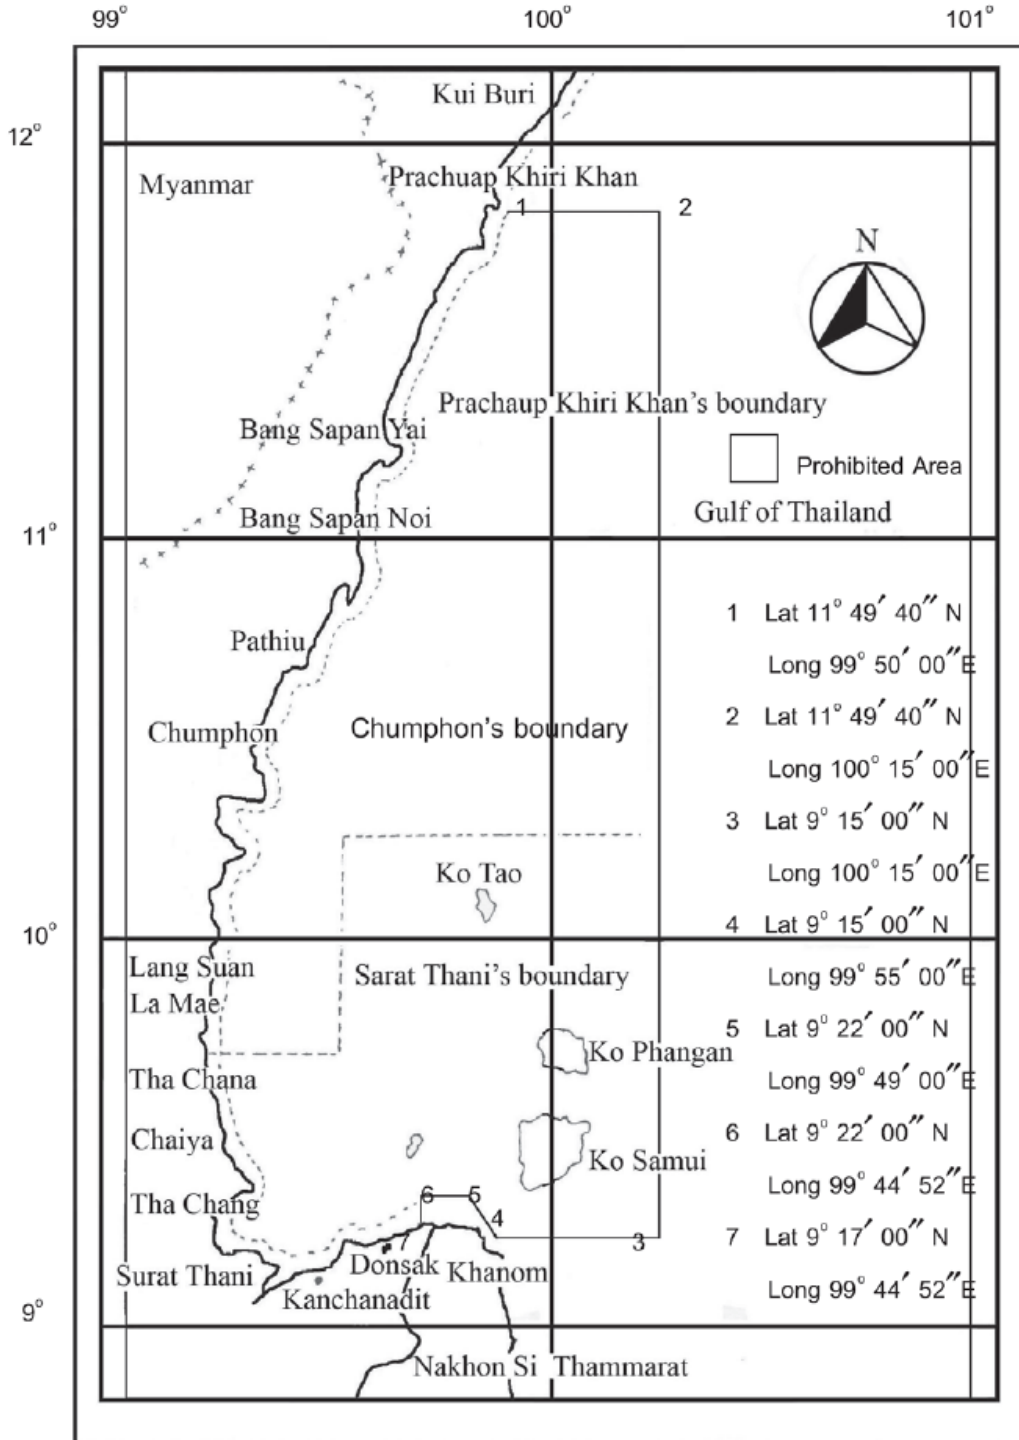 99° 100° 101°
Kui Buri
12°
Prachuap Khiri Khan
Myanmar
1 2
N
Prachaup Khiri Khan's boundary
Bang Sapan Yai
Prohibited Area
Gulf of Thailand
Bang Sapan Noi
11°
1 Lat 11° 49′ 40″ N
Long 99° 50′ 00″E
2 Lat 11° 49′ 40″ N
Long 100° 15′ 00″E
3 Lat 9° 15′ 00″ N
Long 100° 15′ 00″E
4 Lat 9° 15′ 00″ N
Long 99° 55′ 00″E
5 Lat 9° 22′ 00″ N
Long 99° 49′ 00″E
6 Lat 9° 22′ 00″ N
Long 99° 44′ 52″E
7 Lat 9° 17′ 00″ N
Long 99° 44′ 52″E
Pathiu
Chumphon
Chumphon's boundary
Ko Tao
10°
Lang Suan
Sarat Thani's boundary
La Mae
Ko Phangan
Tha Chana
Chaiya
Ko Samui
Tha Chang
6 5
4
3
Donsak
Khanom
Surat Thani
Kanchanadit
9°
Nakhon Si Thammarat